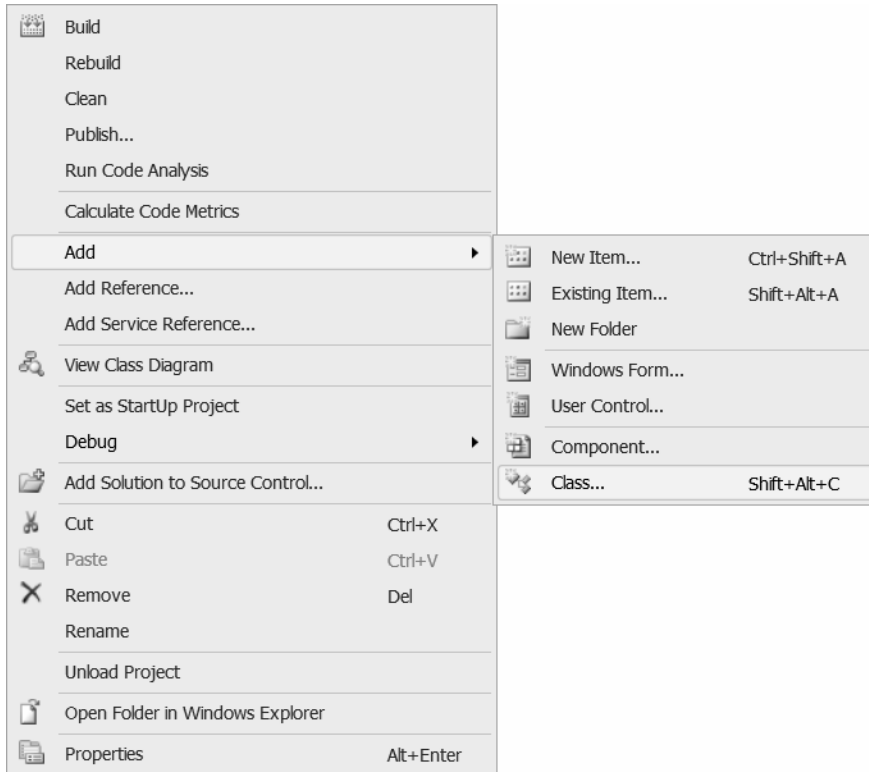 Build
Rebuild
Clean
Publish...
Run Code Analysis
Calculate Code Metrics
Add
Add Reference...
Add Service Reference...
View Class Diagram
Set as StartUp Project
Debug
Add Solution to Source Control...
Cut Ctrl+X
Paste Ctrl+V
Remove Del
Rename
Unload Project
Open Folder in Windows Explorer
Properties Alt+Enter
New Item... Ctrl+Shift+A
Existing Item... Shift+Alt+A
New Folder
Windows Form...
User Control...
Component...
Class... Shift+Alt+C